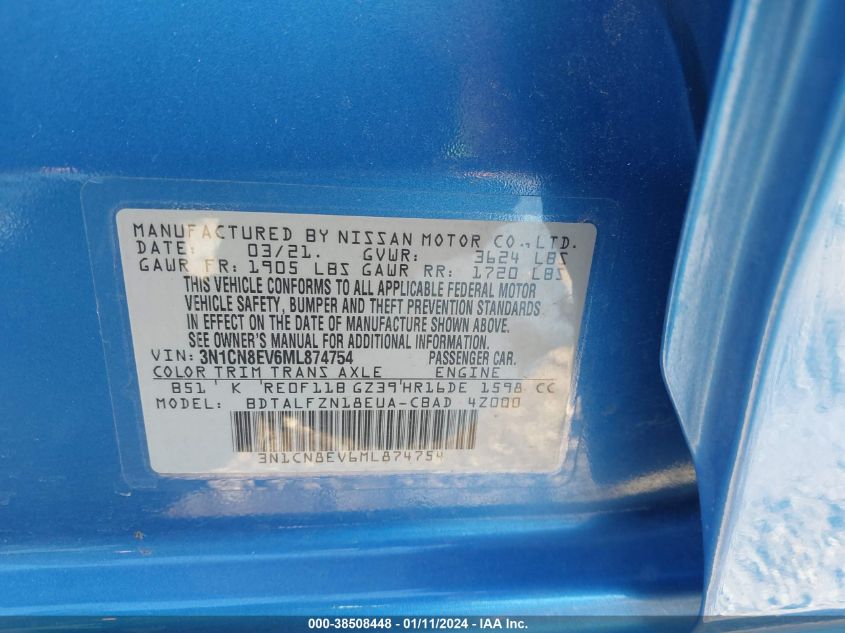 MANUFACTURED BY NISSAN MOTOR CO.,LTD.
DATE: 03/21. GVWR: 3624 LBS
GAWR FR: 1905 LBS GAWR RR: 1720 LBS
THIS VEHICLE CONFORMS TO ALL APPLICABLE FEDERAL MOTOR
VEHICLE SAFETY, BUMPER AND THEFT PREVENTION STANDARDS
IN EFFECT ON THE DATE OF MANUFACTURE SHOWN ABOVE.
SEE OWNER'S MANUAL FOR ADDITIONAL INFORMATION.
VIN: 3N1CN8EV6ML874754 PASSENGER CAR.
COLOR TRIM TRANS AXLE ENGINE
B51 K RE0F11B GZ39 HR16DE 1598 CC
MODEL: BDTALFZN18EUA-CBAD 4Z000
3N1CN8EV6ML874754
000-38508448 - 01/11/2024 - IAA Inc.